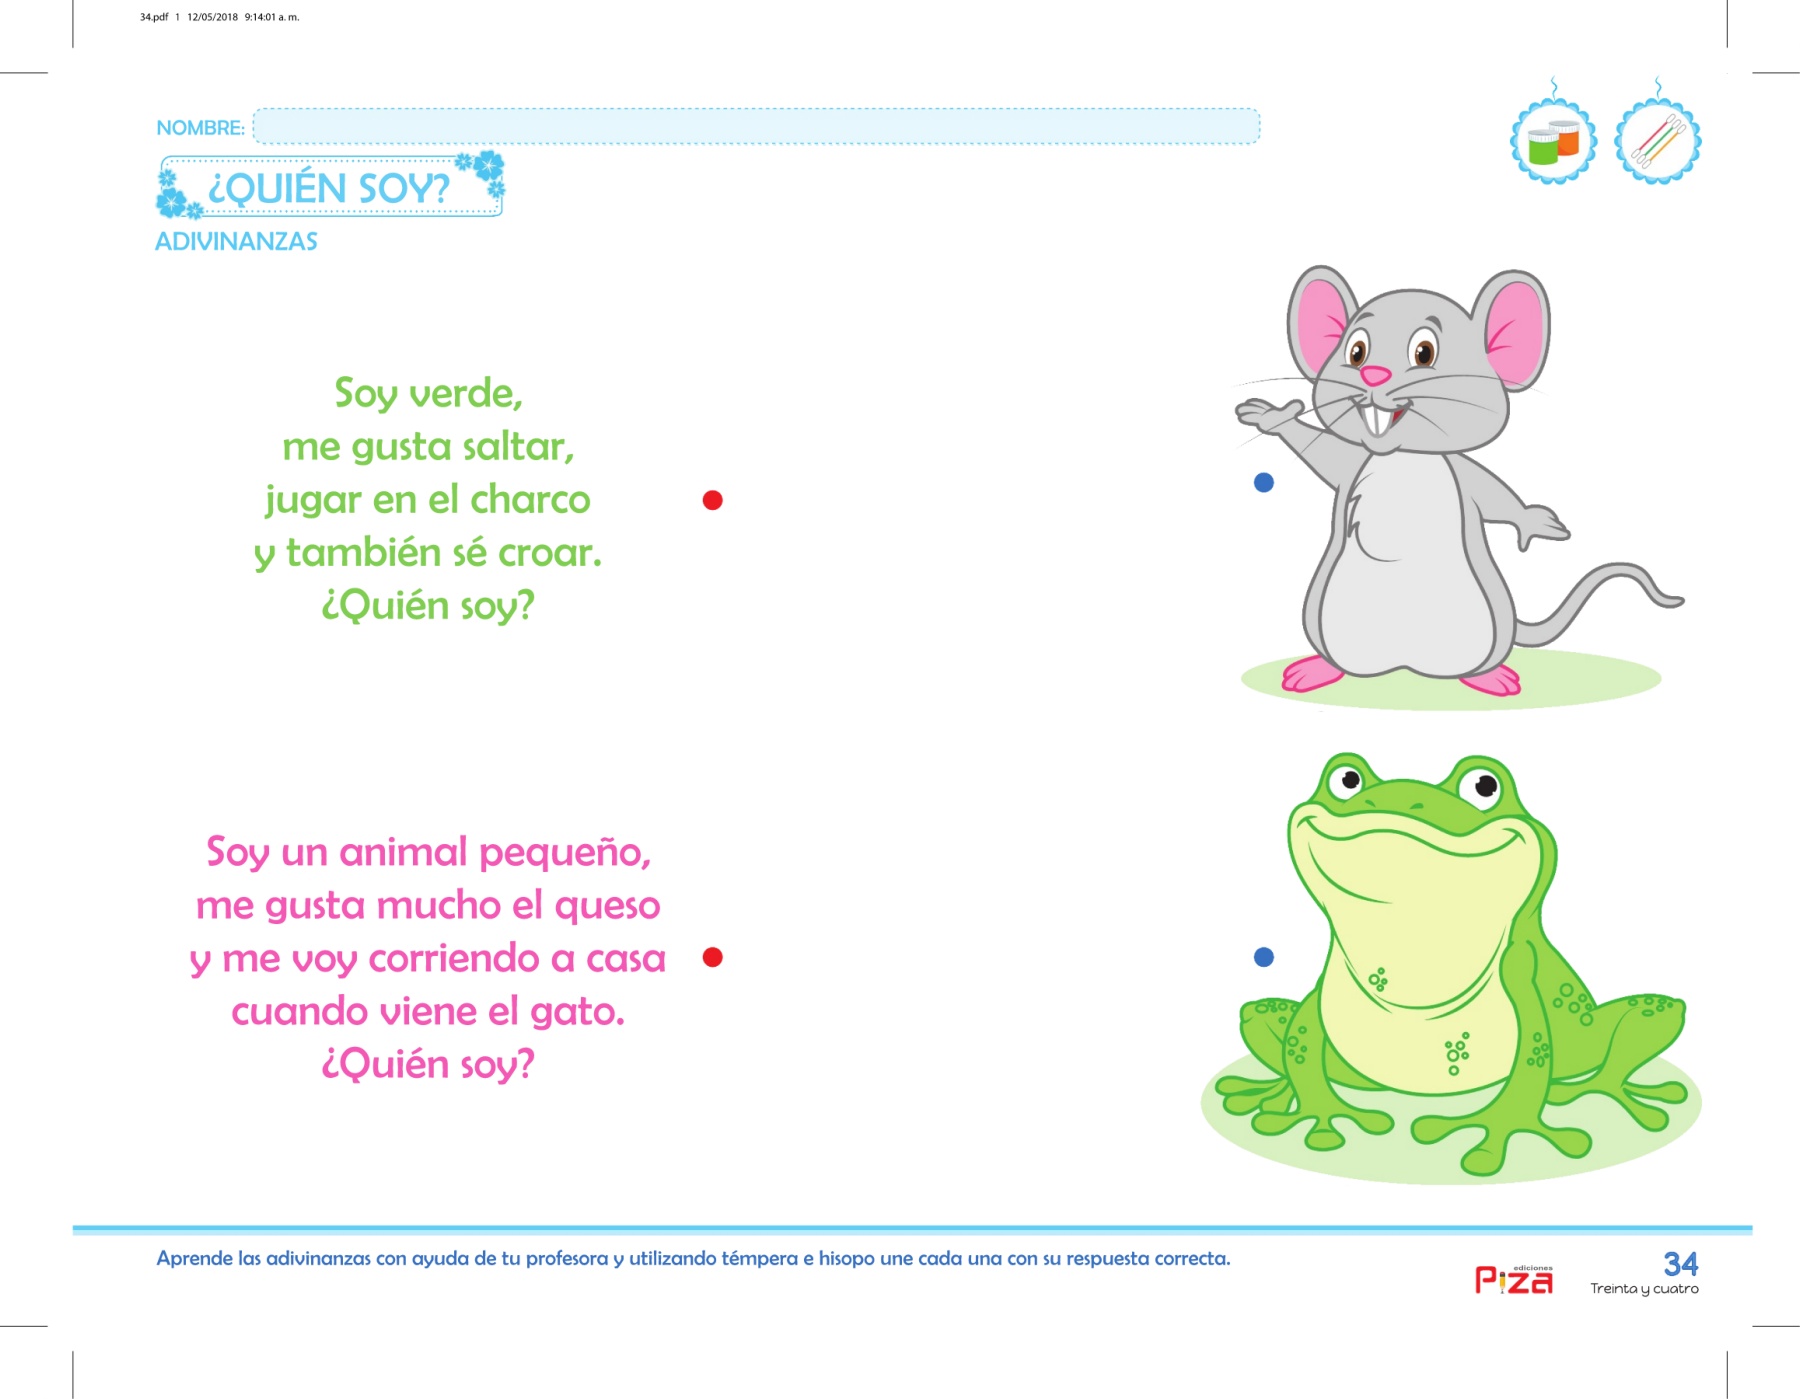 34.pdf 1 12/05/2018 9:14:01 a. m.
NOMBRE:
¿QUIÉN SOY?
ADIVINANZAS
Soy verde,
me gusta saltar,
jugar en el charco
y también sé croar.
¿Quién soy?
Soy un animal pequeño,
me gusta mucho el queso
y me voy corriendo a casa
cuando viene el gato.
¿Quién soy?
Aprende las adivinanzas con ayuda de tu profesora y utilizando témpera e hisopo une cada una con su respuesta correcta.
ediciones
Piza
34
Treinta y cuatro